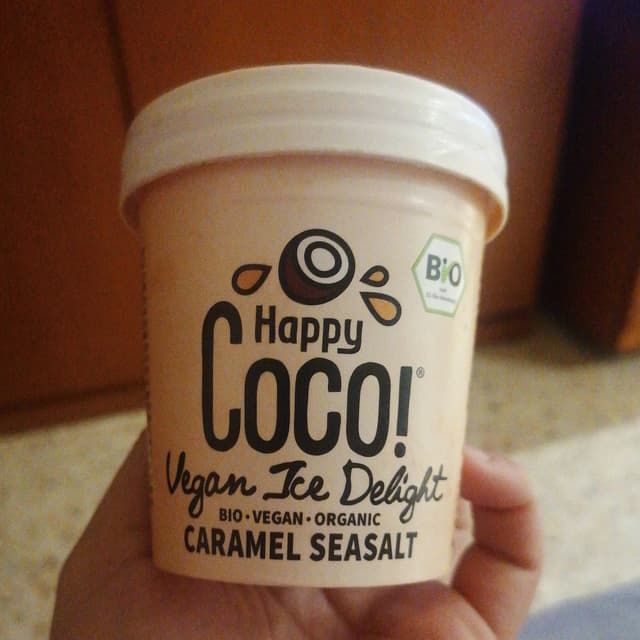 BiO
Happy
Coco!®
Vegan Ice Delight
BIO • VEGAN • ORGANIC
CARAMEL SEASALT